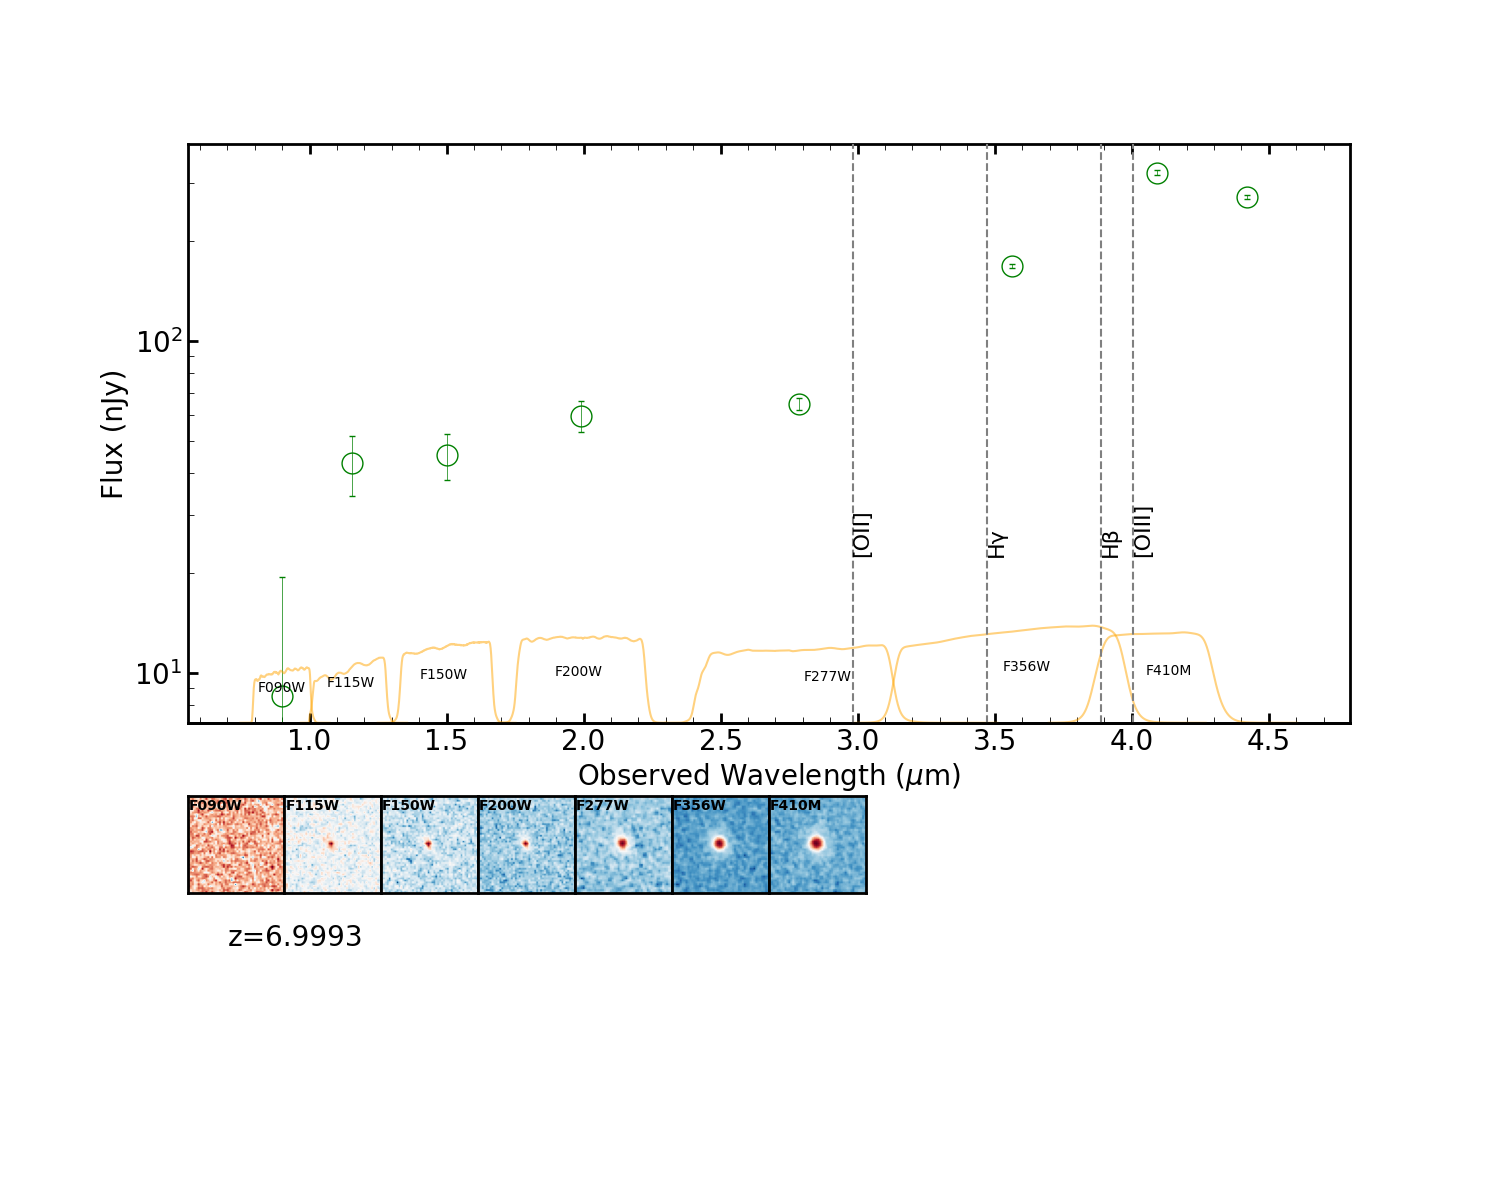 10²
10¹
Flux (nJy)
[OII]
Hγ
Hβ
[OIII]
F090W
F115W
F150W
F200W
F277W
F356W
F410M
1.0 1.5 2.0 2.5 3.0 3.5 4.0 4.5
Observed Wavelength (μm)
F090W F115W F150W F200W F277W F356W F410M
z=6.9993